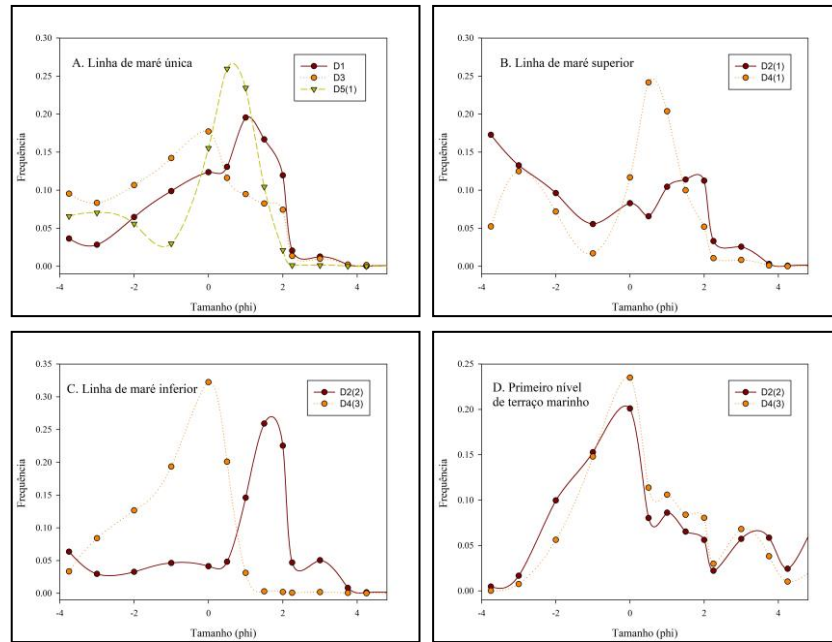 A. Linha de maré única
D1
D3
D5(1)
Frequência
0.30
0.25
0.20
0.15
0.10
0.05
0.00
-4
-2
0
2
4
Tamanho (phi)
B. Linha de maré superior
D2(1)
D4(1)
Frequência
0.30
0.25
0.20
0.15
0.10
0.05
0.00
-4
-2
0
2
4
Tamanho (phi)
C. Linha de maré inferior
D2(2)
D4(3)
Frequência
0.35
0.30
0.25
0.20
0.15
0.10
0.05
0.00
-4
-2
0
2
4
Tamanho (phi)
D. Primeiro nível
de terraço marinho
D2(2)
D4(3)
Frequência
0.25
0.20
0.15
0.10
0.05
0.00
-4
-2
0
2
4
Tamanho (phi)